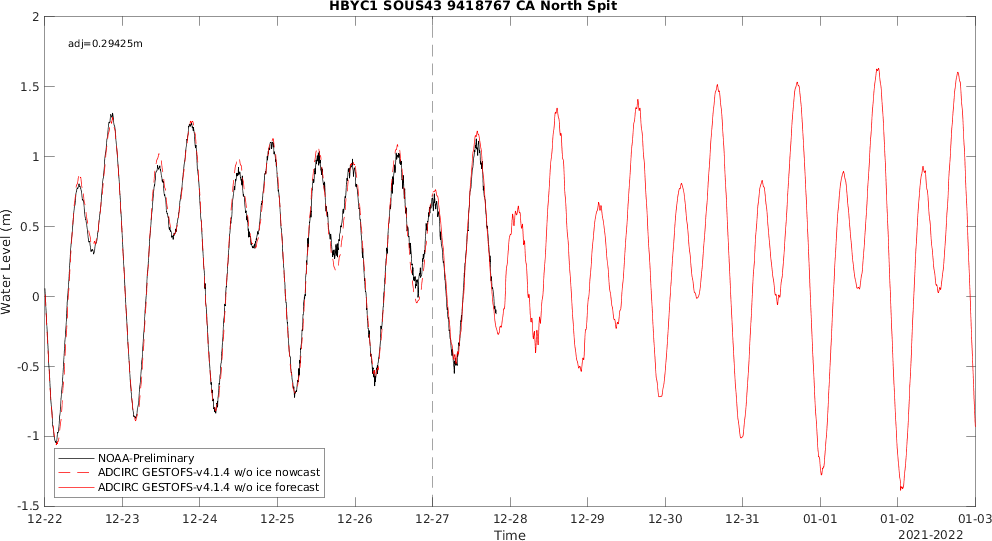 HBYC1 SOUS43 9418767 CA North Spit
adj=0.29425m
Water Level (m)
2
1.5
1
0.5
0
-0.5
-1
-1.5
NOAA-Preliminary
ADCIRC GESTOFS-v4.1.4 w/o ice nowcast
ADCIRC GESTOFS-v4.1.4 w/o ice forecast
12-22 12-23 12-24 12-25 12-26 12-27 12-28 12-29 12-30 12-31 01-01 01-02 01-03
Time
2021-2022